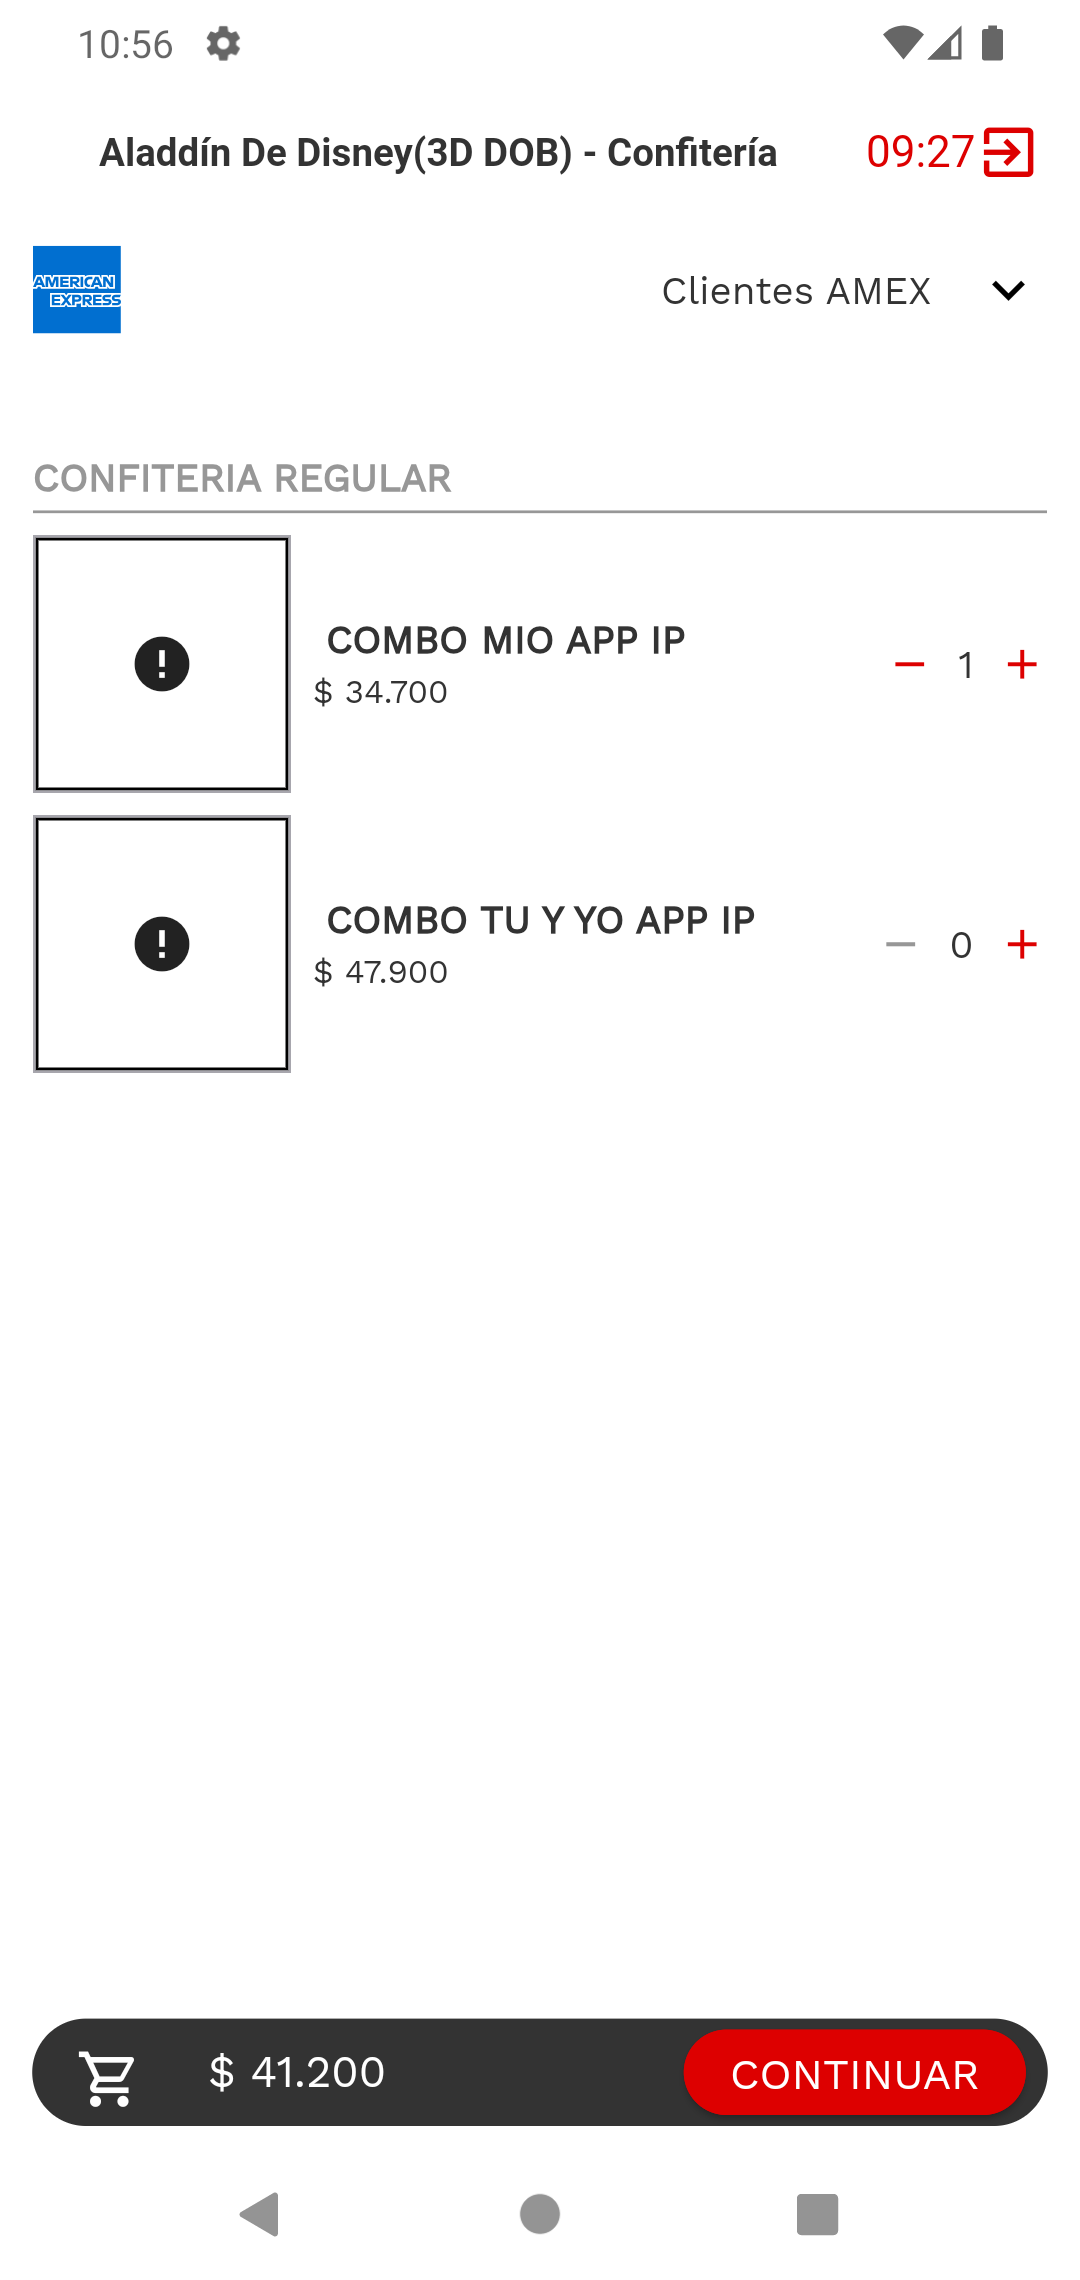 10:56
Aladdín De Disney(3D DOB) - Confitería
09:27
AMERICAN
EXPRESS
Clientes AMEX
CONFITERIA REGULAR
COMBO MIO APP IP
$ 34.700
1
COMBO TU Y YO APP IP
$ 47.900
0
$ 41.200
CONTINUAR